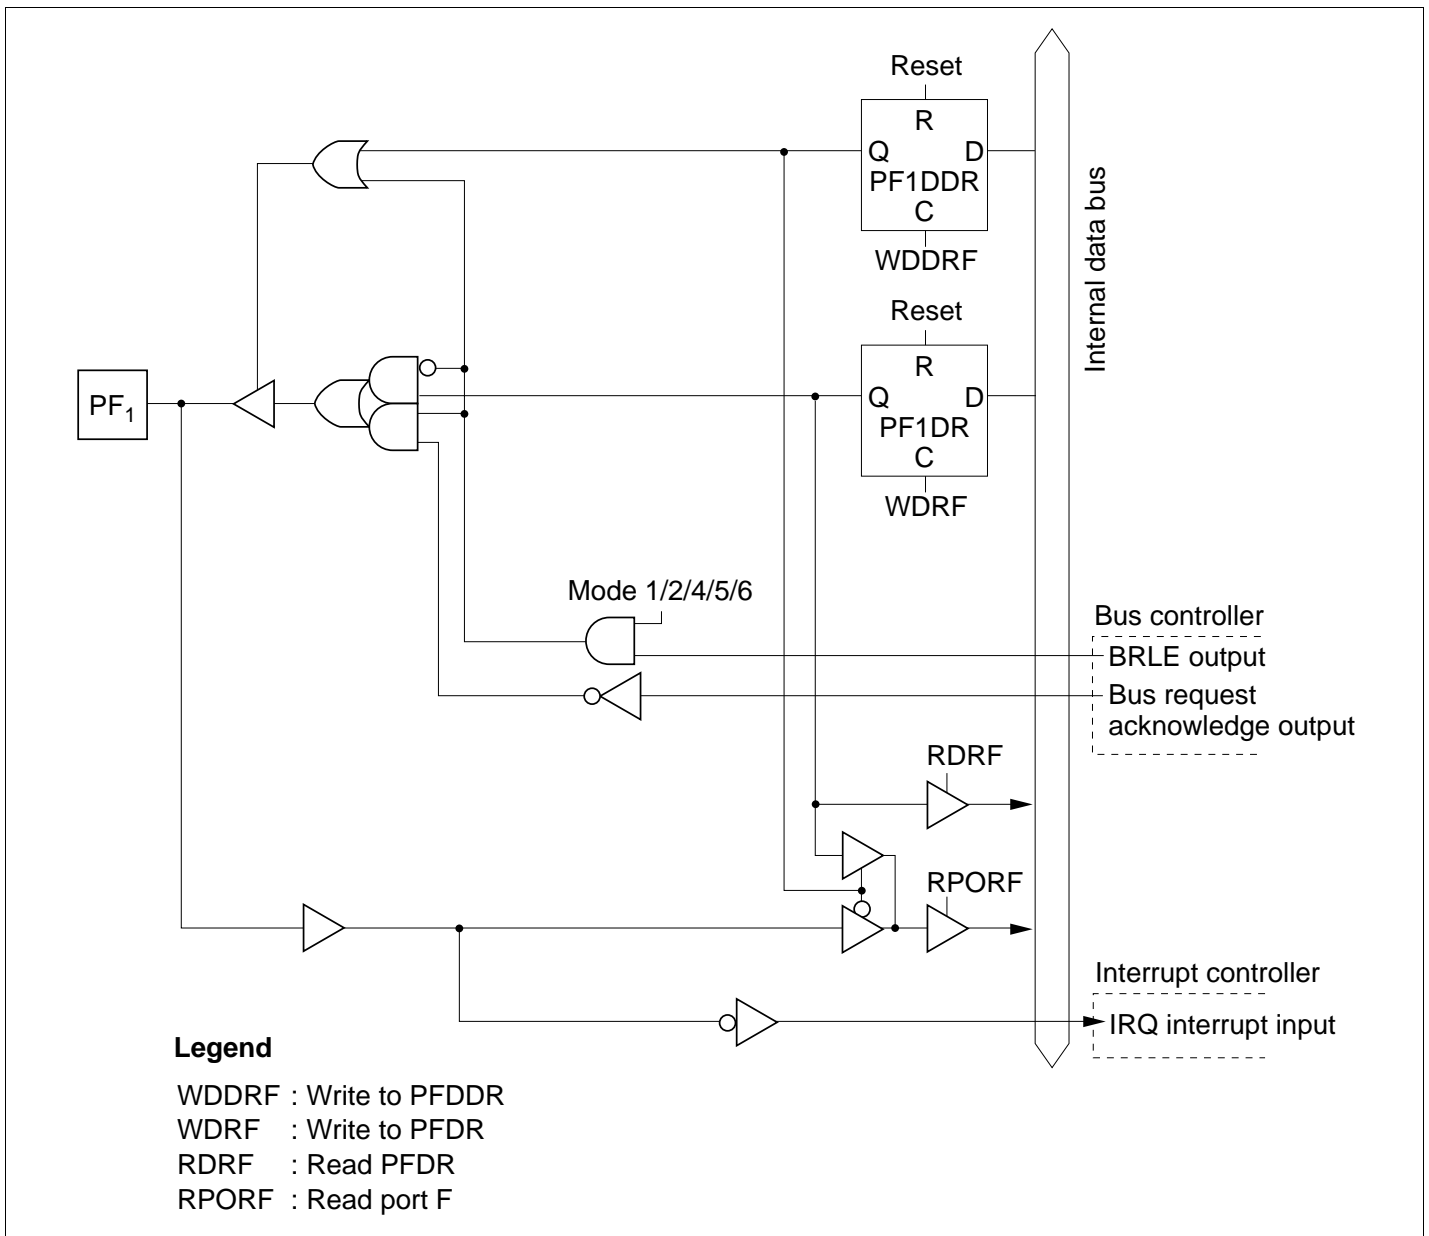 Reset
R
Q D
PF1DDR
C
WDDRF
Internal data bus
Reset
R
Q D
PF1DR
C
WDRF
PF1
Mode 1/2/4/5/6
Bus controller
BRLE output
Bus request
acknowledge output
RDRF
RPORF
Interrupt controller
IRQ interrupt input
Legend
WDDRF : Write to PFDDR
WDRF : Write to PFDR
RDRF : Read PFDR
RPORF : Read port F